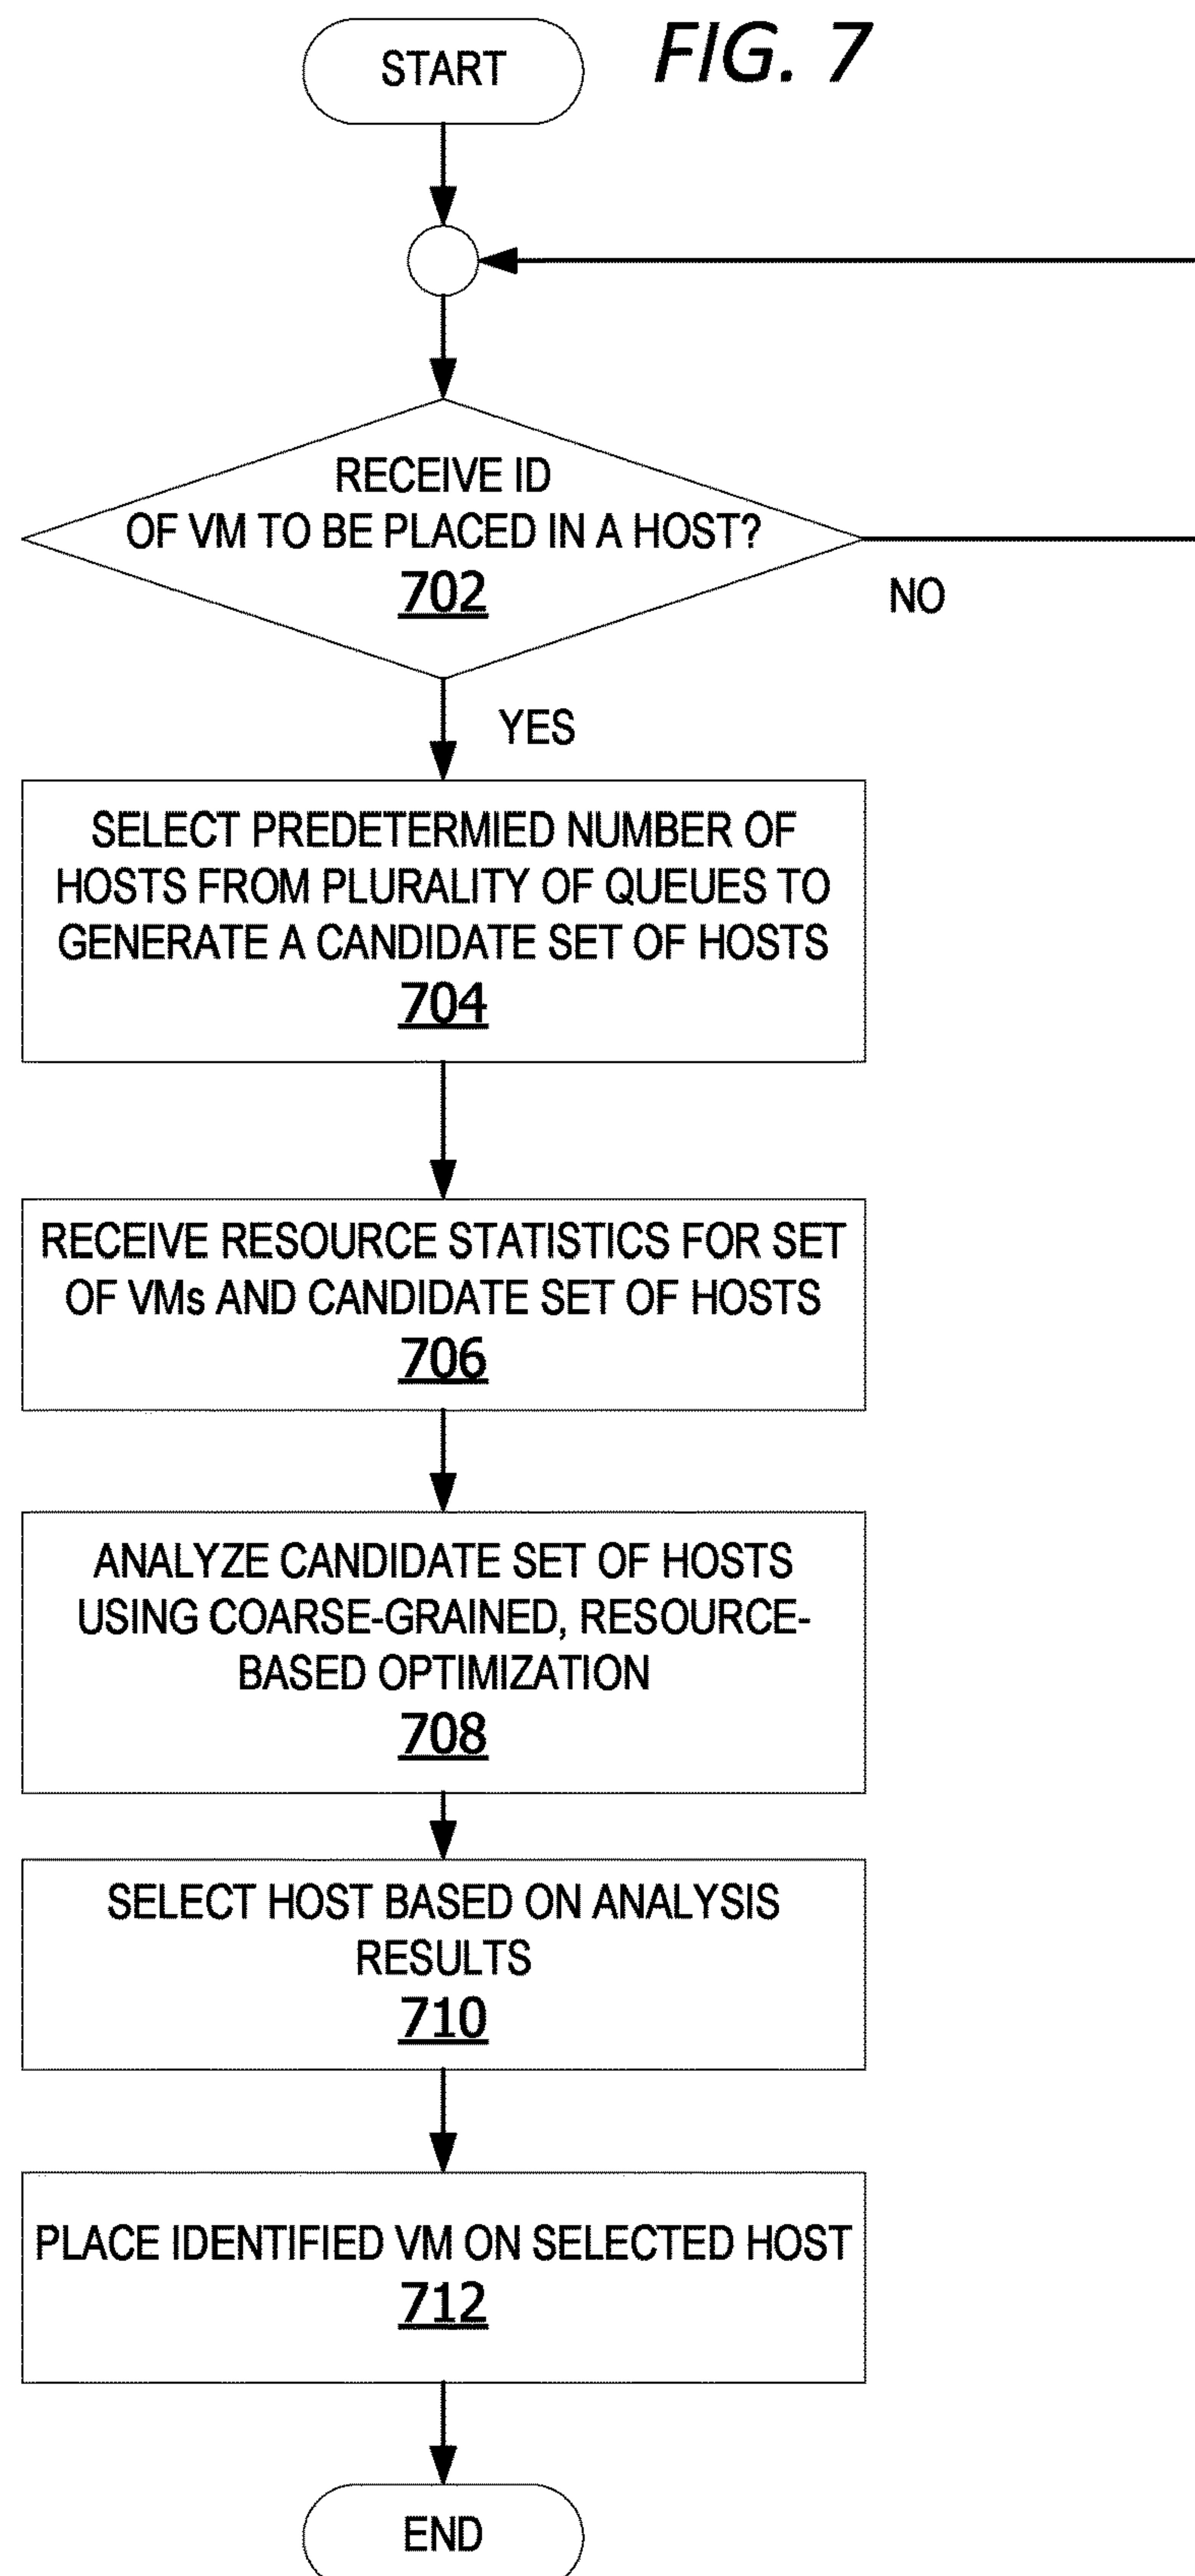 FIG. 7
START
RECEIVE ID
OF VM TO BE PLACED IN A HOST?
702
NO
YES
SELECT PREDETERMIED NUMBER OF
HOSTS FROM PLURALITY OF QUEUES TO
GENERATE A CANDIDATE SET OF HOSTS
704
RECEIVE RESOURCE STATISTICS FOR SET
OF VMs AND CANDIDATE SET OF HOSTS
706
ANALYZE CANDIDATE SET OF HOSTS
USING COARSE-GRAINED, RESOURCE-
BASED OPTIMIZATION
708
SELECT HOST BASED ON ANALYSIS
RESULTS
710
PLACE IDENTIFIED VM ON SELECTED HOST
712
END